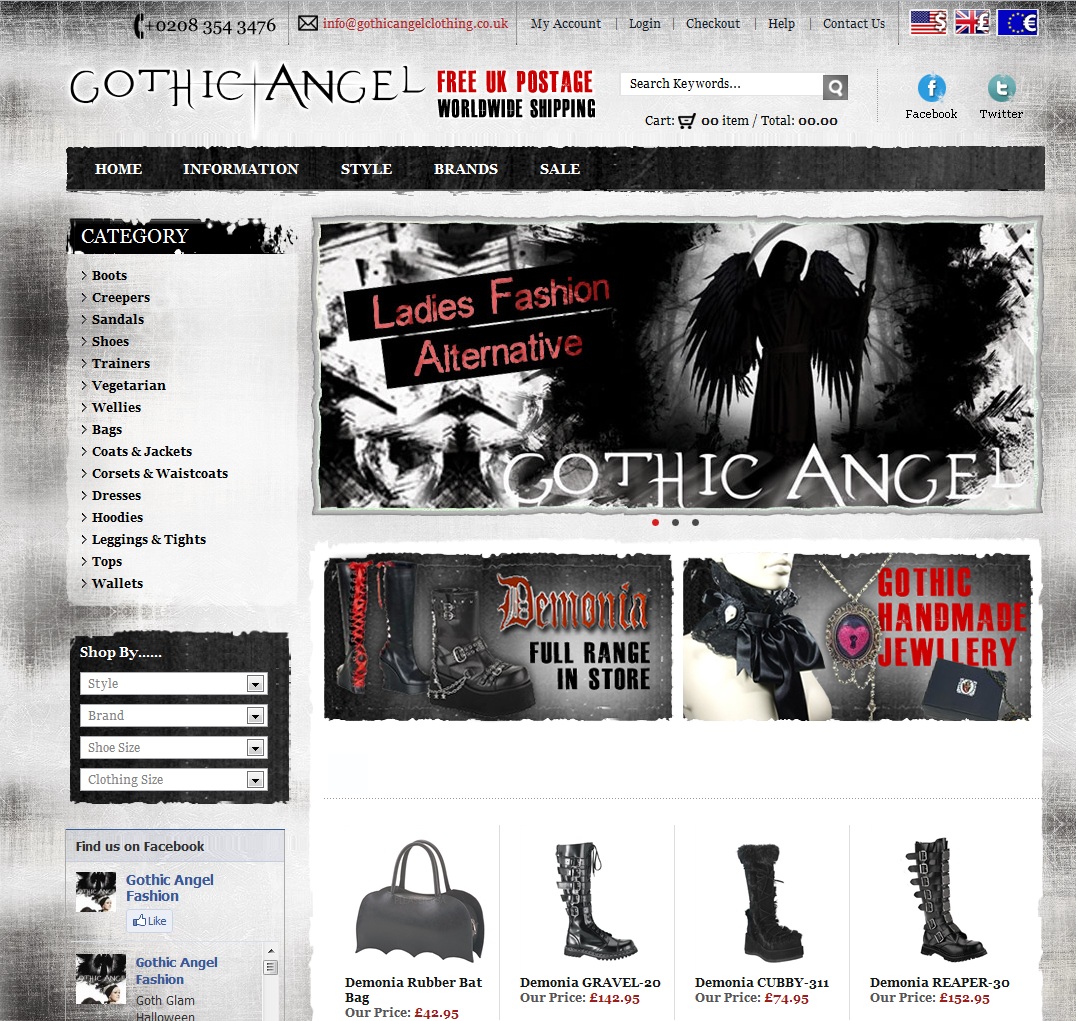 +0208 354 3476
info@gothicangelclothing.co.uk
My Account | Login | Checkout | Help | Contact Us
$ £ €
GOTHIC ANGEL
FREE UK POSTAGE
WORLDWIDE SHIPPING
Search Keywords...
Cart: 00 item / Total: 00.00
Facebook
Twitter
HOME INFORMATION STYLE BRANDS SALE
CATEGORY
> Boots
> Creepers
> Sandals
> Shoes
> Trainers
> Vegetarian
> Wellies
> Bags
> Coats & Jackets
> Corsets & Waistcoats
> Dresses
> Hoodies
> Leggings & Tights
> Tops
> Wallets
Ladies Fashion
Alternative
GOTHIC ANGEL
Demonia
FULL RANGE
IN STORE
GOTHIC
HANDMADE
JEWLLERY
Shop By......
Style
Brand
Shoe Size
Clothing Size
Find us on Facebook
Gothic Angel
Fashion
Like
Gothic Angel
Fashion
Goth Glam
Halloween
Demonia Rubber Bat
Bag
Our Price: £42.95
Demonia GRAVEL-20
Our Price: £142.95
Demonia CUBBY-311
Our Price: £74.95
Demonia REAPER-30
Our Price: £152.95